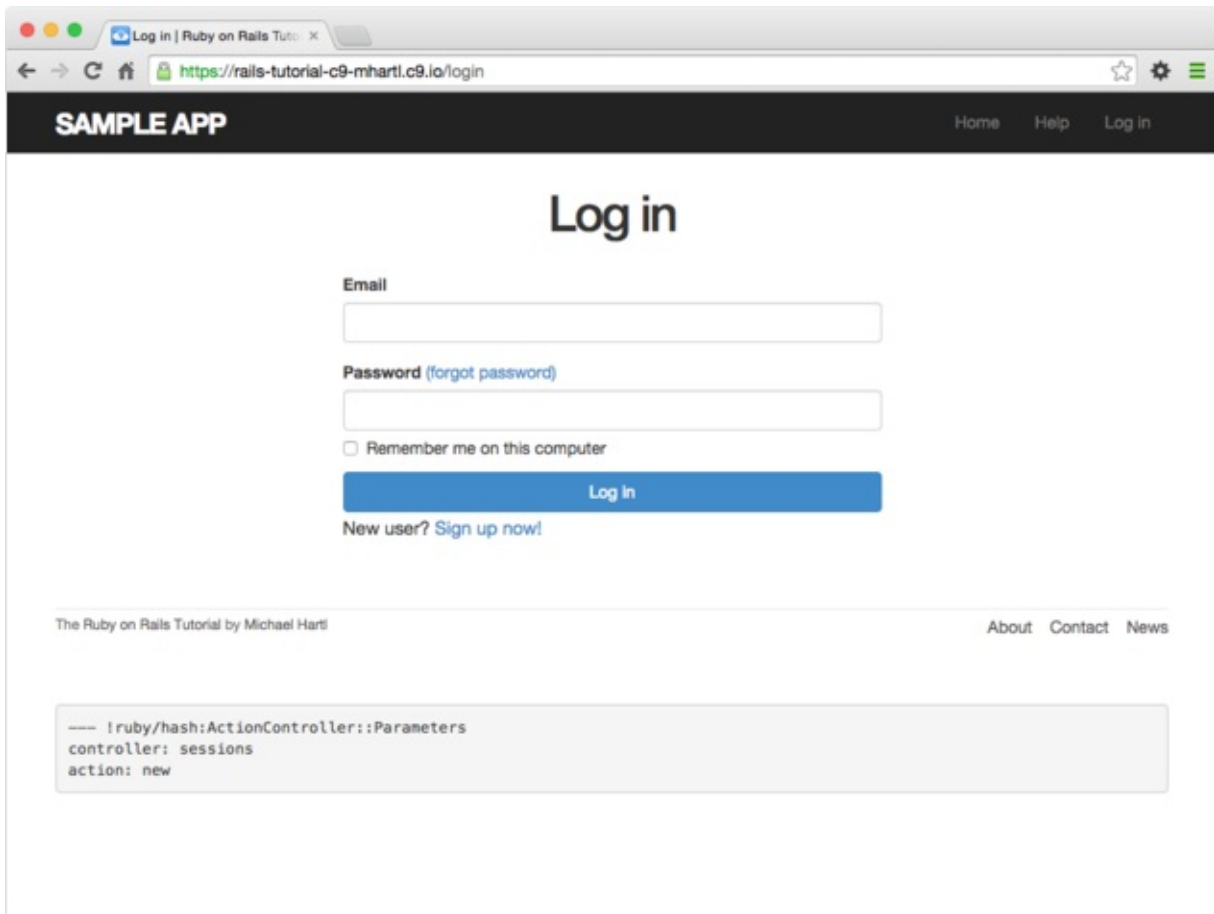 Log in | Ruby on Rails Tuto
https://rails-tutorial-c9-mhartl.c9.io/login
SAMPLE APP
Home Help Log in
Log in
Email
Password (forgot password)
Remember me on this computer
Log in
New user? Sign up now!
The Ruby on Rails Tutorial by Michael Hartl
About Contact News
--- !ruby/hash:ActionController::Parameters
controller: sessions
action: new